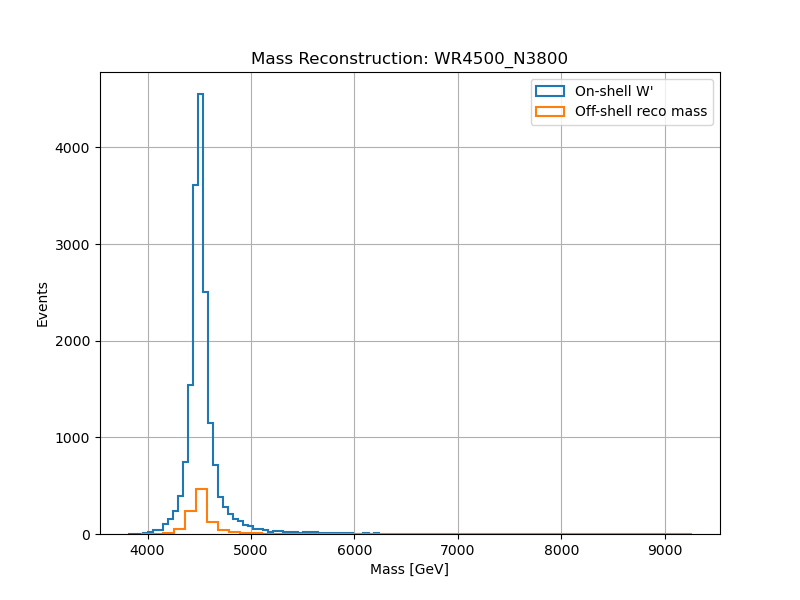 Mass Reconstruction: WR4500_N3800
On-shell W'
Off-shell reco mass
4000
3000
2000
1000
0
Events
4000 5000 6000 7000 8000 9000
Mass [GeV]